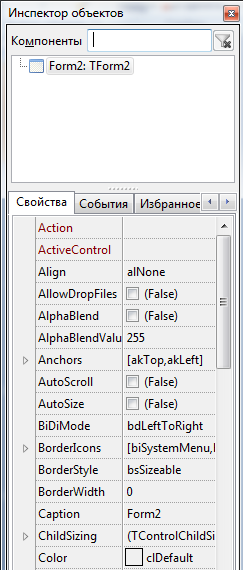 Инспектор объектов
Компоненты
Form2: TForm2
Свойства События Избранное
Action
ActiveControl
Align alNone
AllowDropFiles (False)
AlphaBlend (False)
AlphaBlendValu 255
Anchors [akTop,akLeft]
AutoScroll (False)
AutoSize (False)
BiDiMode bdLeftToRight
BorderIcons [biSystemMenu,
BorderStyle bsSizeable
BorderWidth 0
Caption Form2
ChildSizing (TControlChildSi
Color clDefault